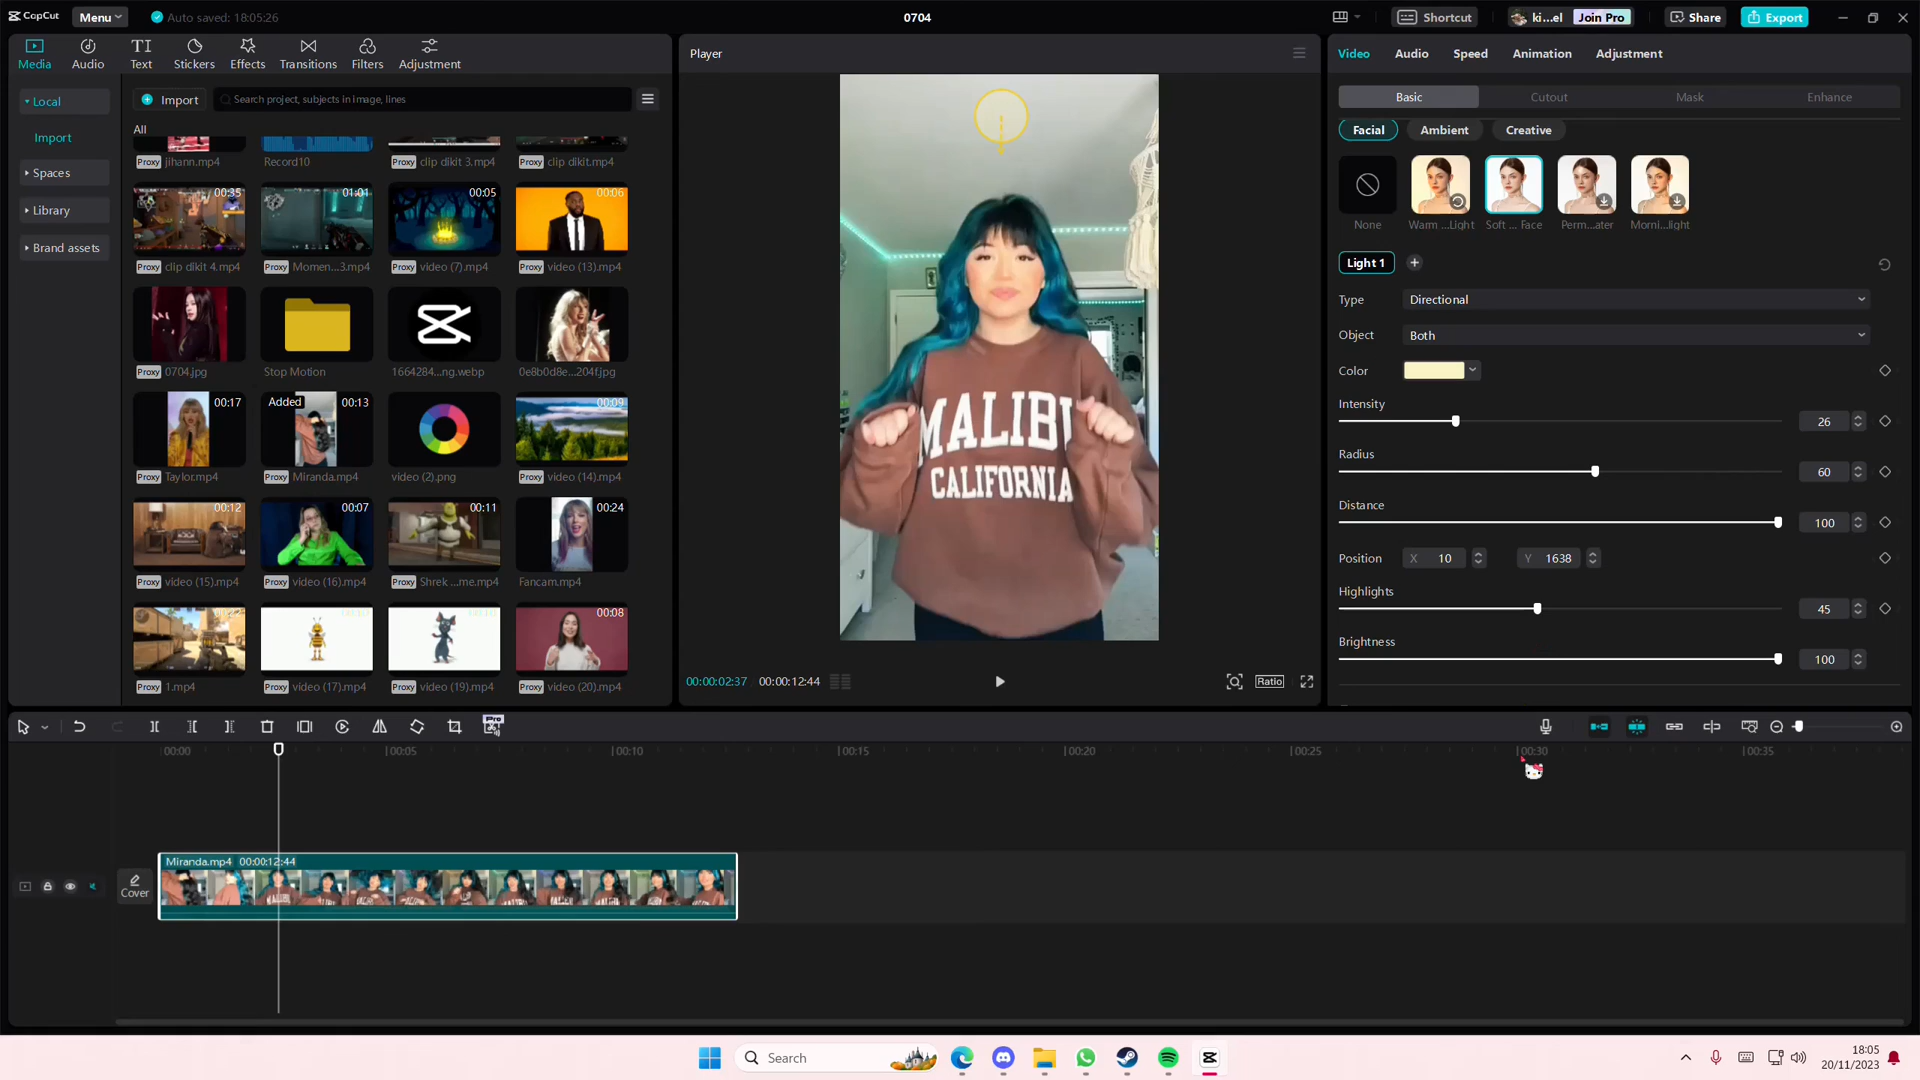 CapCut
Menu
Auto saved: 18:05:26
0704
Shortcut
ki...el
Join Pro
Share
Export
Media
Audio
Text
Stickers
Effects
Transitions
Filters
Adjustment
Local
Import
Spaces
Library
Brand assets
Import
Search project, subjects in image, lines
All
Proxy jihann.mp4
Record10
Proxy clip dikit 3.mp4
Proxy clip dikit.mp4
00:35
01:01
00:05
00:06
Proxy clip dikit 4.mp4
Proxy Momen...3.mp4
Proxy video (7).mp4
Proxy video (13).mp4
Proxy 0704.jpg
Stop Motion
1664284...ng.webp
0e8b0d8e...204f.jpg
00:17
Added 00:13
00:09
Proxy Taylor.mp4
Proxy Miranda.mp4
video (2).png
Proxy video (14).mp4
00:12
00:07
00:11
00:24
Proxy video (15).mp4
Proxy video (16).mp4
Proxy Shrek ...me.mp4
Fancam.mp4
00:08
Proxy 1.mp4
Proxy video (17).mp4
Proxy video (19).mp4
Proxy video (20).mp4
Player
MALIBU
CALIFORNIA
00:00:02:37
00:00:12:44
Ratio
Video
Audio
Speed
Animation
Adjustment
Basic
Cutout
Mask
Enhance
Facial
Ambient
Creative
None
Warm ...Light
Soft ... Face
Perm...ater
Morni...light
Light 1
Type
Directional
Object
Both
Color
Intensity
26
Radius
60
Distance
100
Position
X 10
Y 1638
Highlights
45
Brightness
100
Pro
00:00
00:05
00:10
00:15
00:20
00:25
00:30
00:35
Cover
Miranda.mp4 00:00:12:44
Search
18:05
20/11/2023